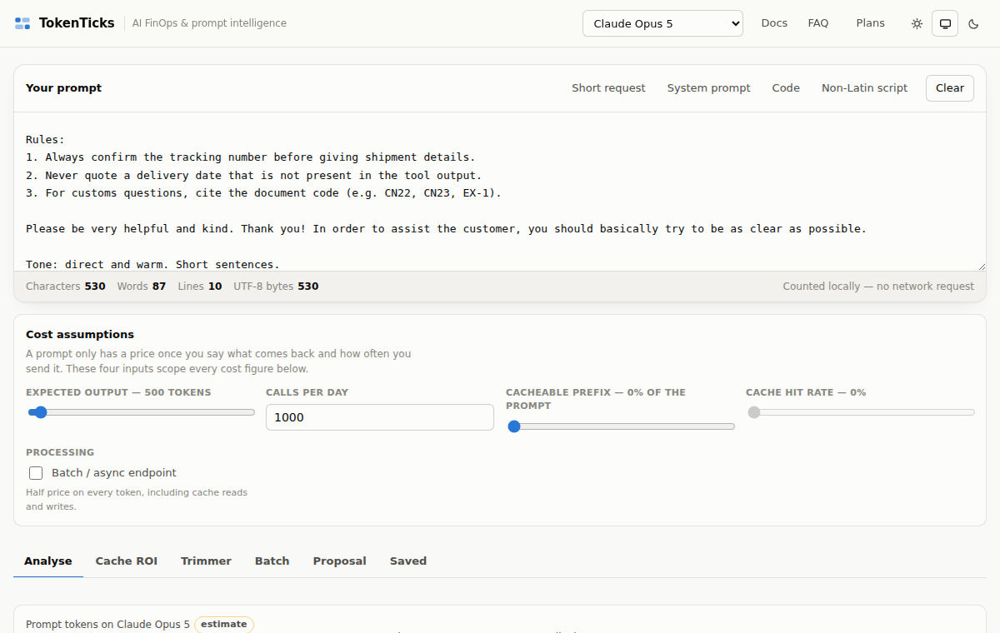 TokenTicks
AI FinOps & prompt intelligence
Claude Opus 5
Docs
FAQ
Plans
Your prompt
Short request
System prompt
Code
Non-Latin script
Clear
Rules:
1. Always confirm the tracking number before giving shipment details.
2. Never quote a delivery date that is not present in the tool output.
3. For customs questions, cite the document code (e.g. CN22, CN23, EX-1).
Please be very helpful and kind. Thank you! In order to assist the customer, you should basically try to be as clear as possible.
Tone: direct and warm. Short sentences.
Characters 530 Words 87 Lines 10 UTF-8 bytes 530
Counted locally — no network request
Cost assumptions
A prompt only has a price once you say what comes back and how often you
send it. These four inputs scope every cost figure below.
EXPECTED OUTPUT — 500 TOKENS
CALLS PER DAY
1000
CACHEABLE PREFIX — 0% OF THE
PROMPT
CACHE HIT RATE — 0%
PROCESSING
Batch / async endpoint
Half price on every token, including cache reads
and writes.
Analyse
Cache ROI
Trimmer
Batch
Proposal
Saved
Prompt tokens on Claude Opus 5 estimate